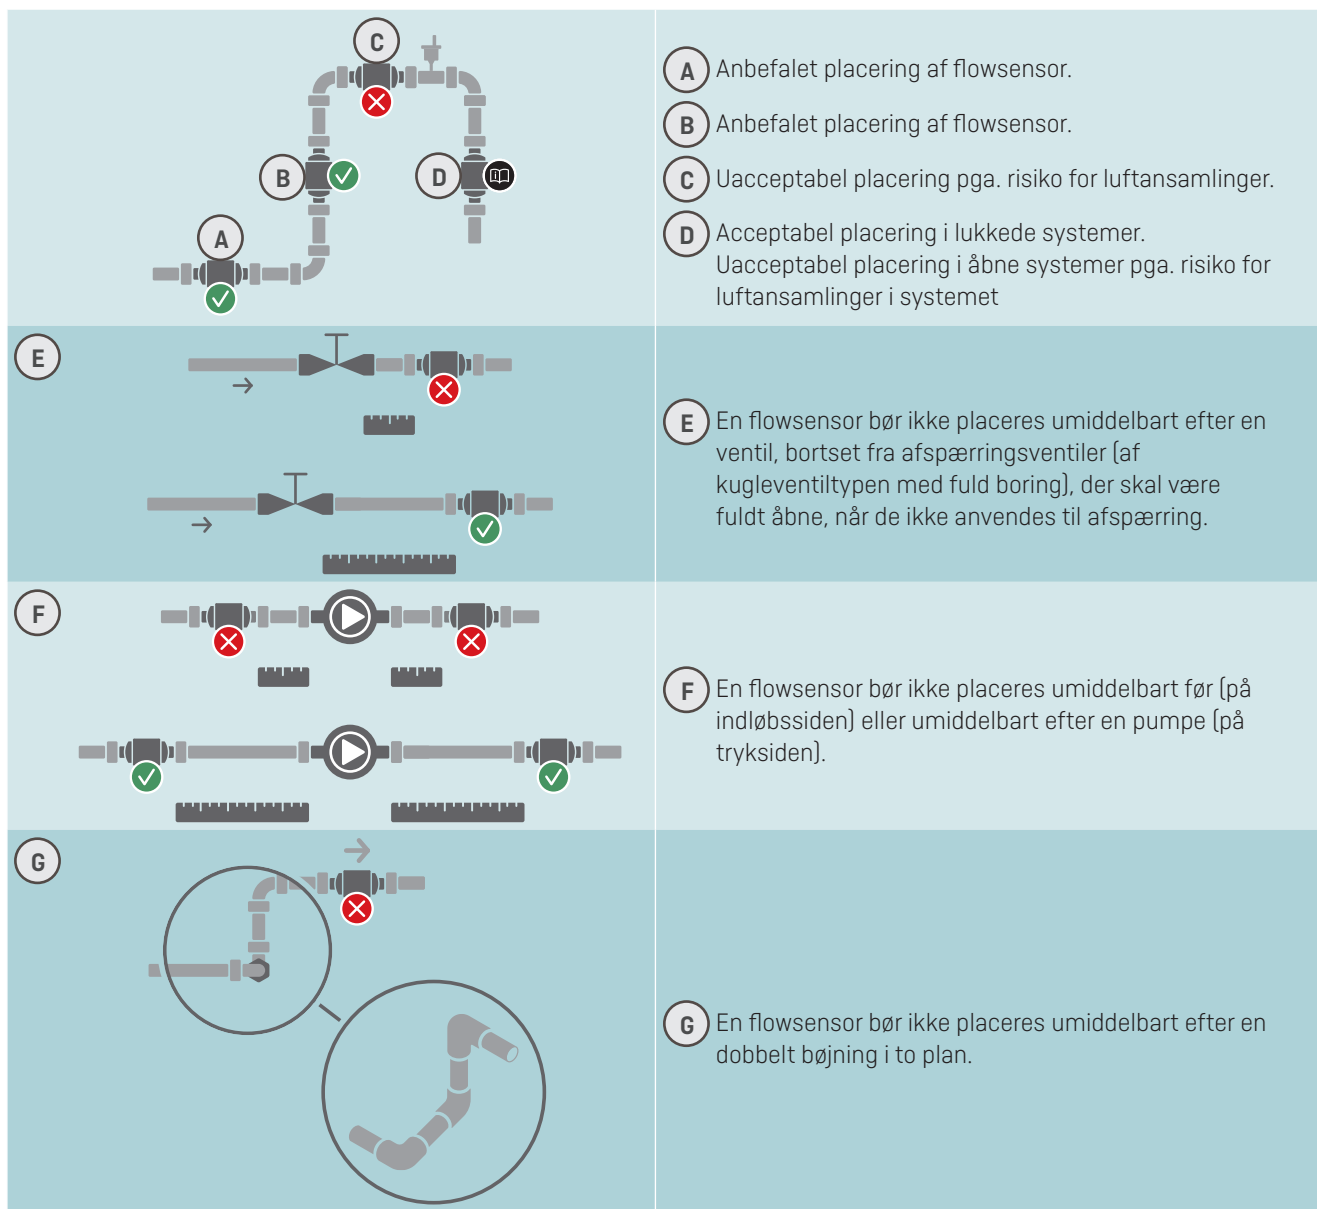 C
B
D
A
A Anbefalet placering af flowsensor.
B Anbefalet placering af flowsensor.
C Uacceptabel placering pga. risiko for luftansamlinger.
D Acceptabel placering i lukkede systemer.
Uacceptabel placering i åbne systemer pga. risiko for
luftansamlinger i systemet
E
E En flowsensor bør ikke placeres umiddelbart efter en
ventil, bortset fra afspærringsventiler (af
kugleventiltypen med fuld boring), der skal være
fuldt åbne, når de ikke anvendes til afspærring.
F
F En flowsensor bør ikke placeres umiddelbart før (på
indløbssiden) eller umiddelbart efter en pumpe (på
tryksiden).
G
G En flowsensor bør ikke placeres umiddelbart efter en
dobbelt bøjning i to plan.